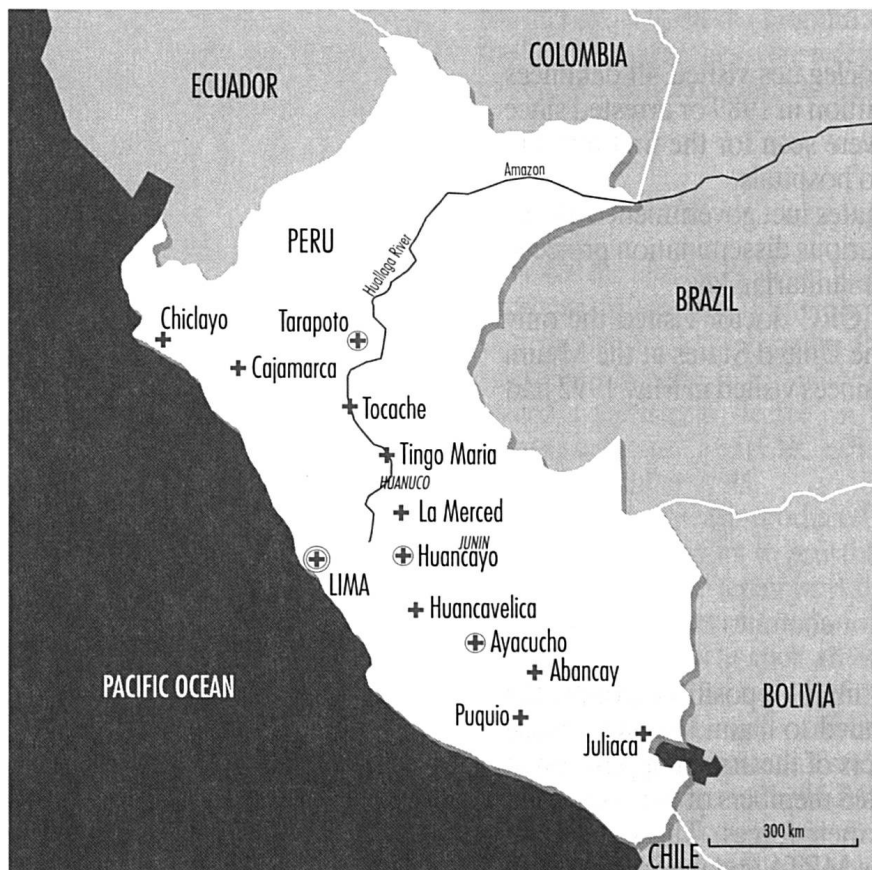 COLOMBIA
ECUADOR
Amazon
PERU
Huallaga River
BRAZIL
Chiclayo
Tarapoto
Cajamarca
Tocache
Tingo Maria
HUANUCO
La Merced
JUNIN
Huancayo
LIMA
Huancavelica
Ayacucho
PACIFIC OCEAN
Abancay
BOLIVIA
Puquio
Juliaca
300 km
CHILE